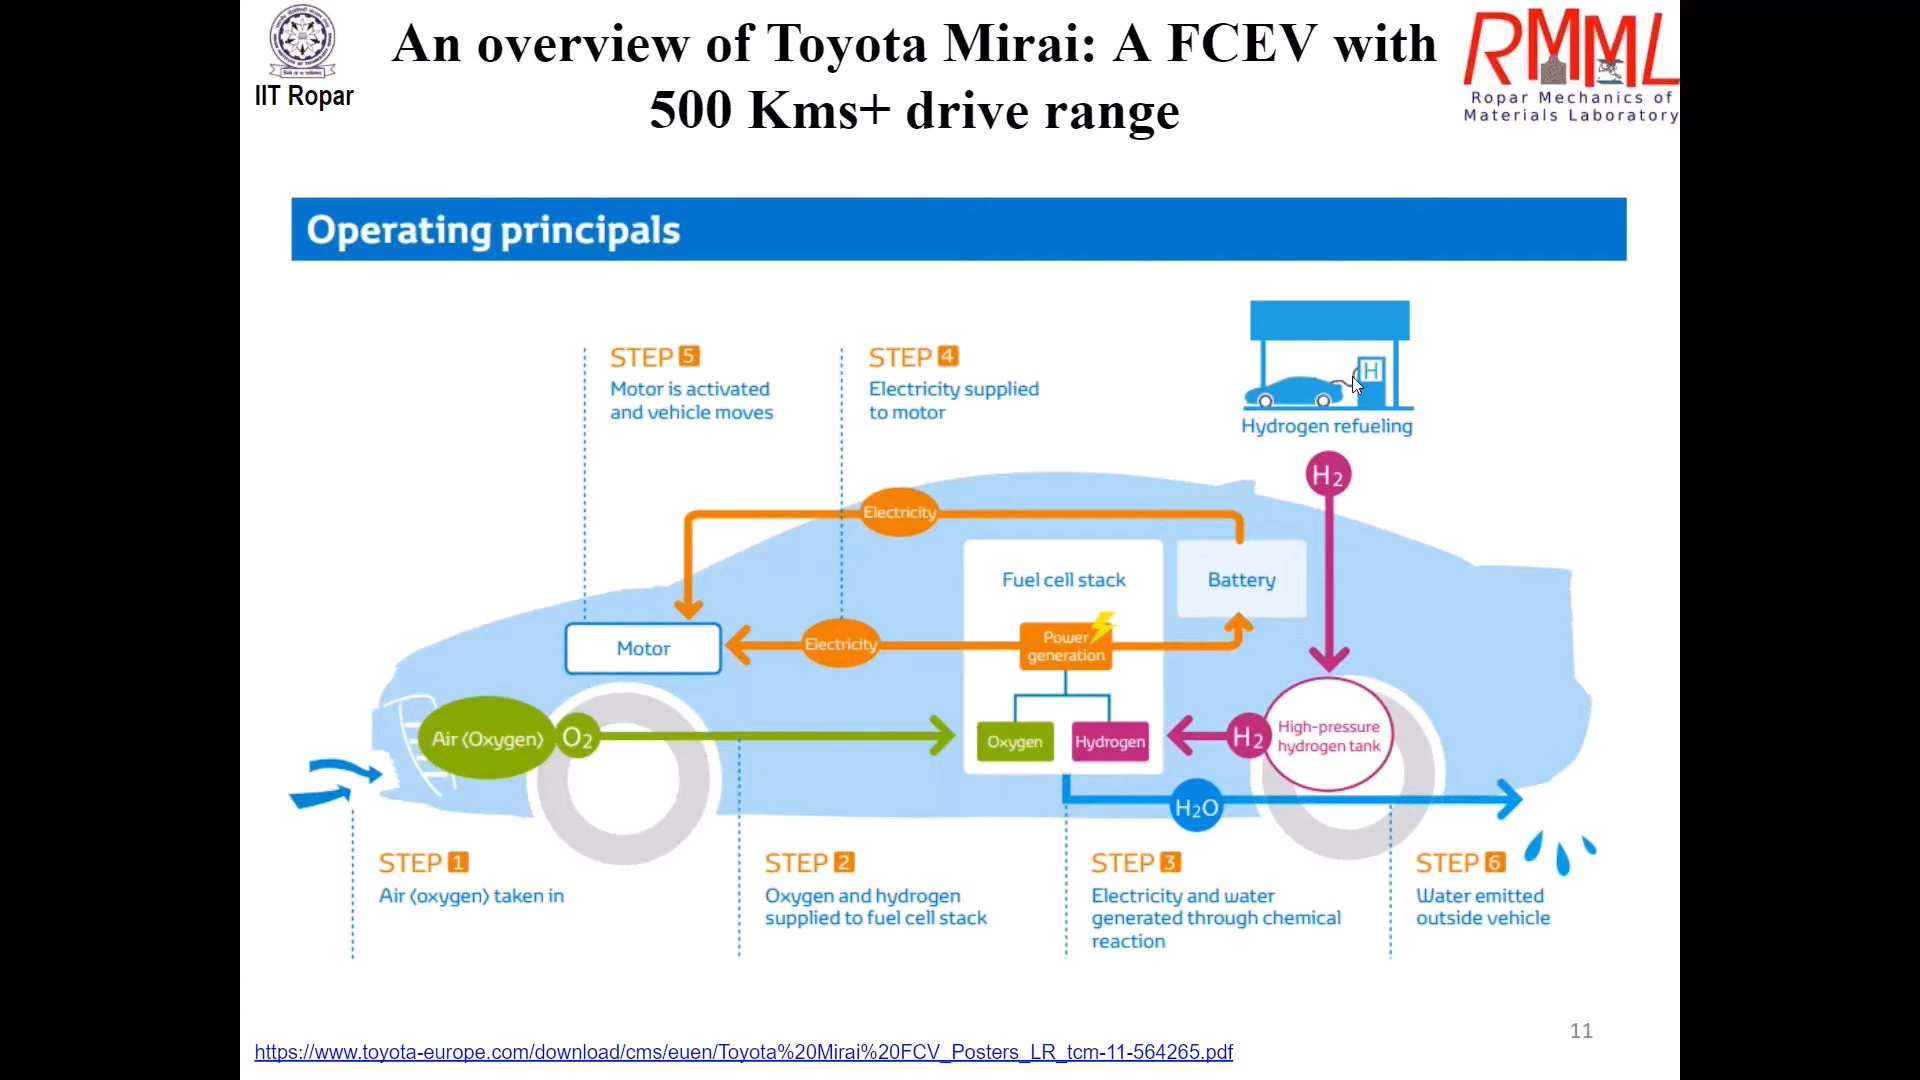 IIT Ropar
An overview of Toyota Mirai: A FCEV with
500 Kms+ drive range
RMML
Ropar Mechanics of
Materials Laboratory
Operating principals
STEP 5
Motor is activated
and vehicle moves
STEP 4
Electricity supplied
to motor
H
Hydrogen refueling
H2
Electricity
Fuel cell stack
Battery
Motor
Electricity
Power
generation
Air (Oxygen)
O2
Oxygen
Hydrogen
H2
High-pressure
hydrogen tank
H2O
STEP 1
Air (oxygen) taken in
STEP 2
Oxygen and hydrogen
supplied to fuel cell stack
STEP 3
Electricity and water
generated through chemical
reaction
STEP 6
Water emitted
outside vehicle
11
https://www.toyota-europe.com/download/cms/euen/Toyota%20Mirai%20FCV_Posters_LR_tcm-11-564265.pdf